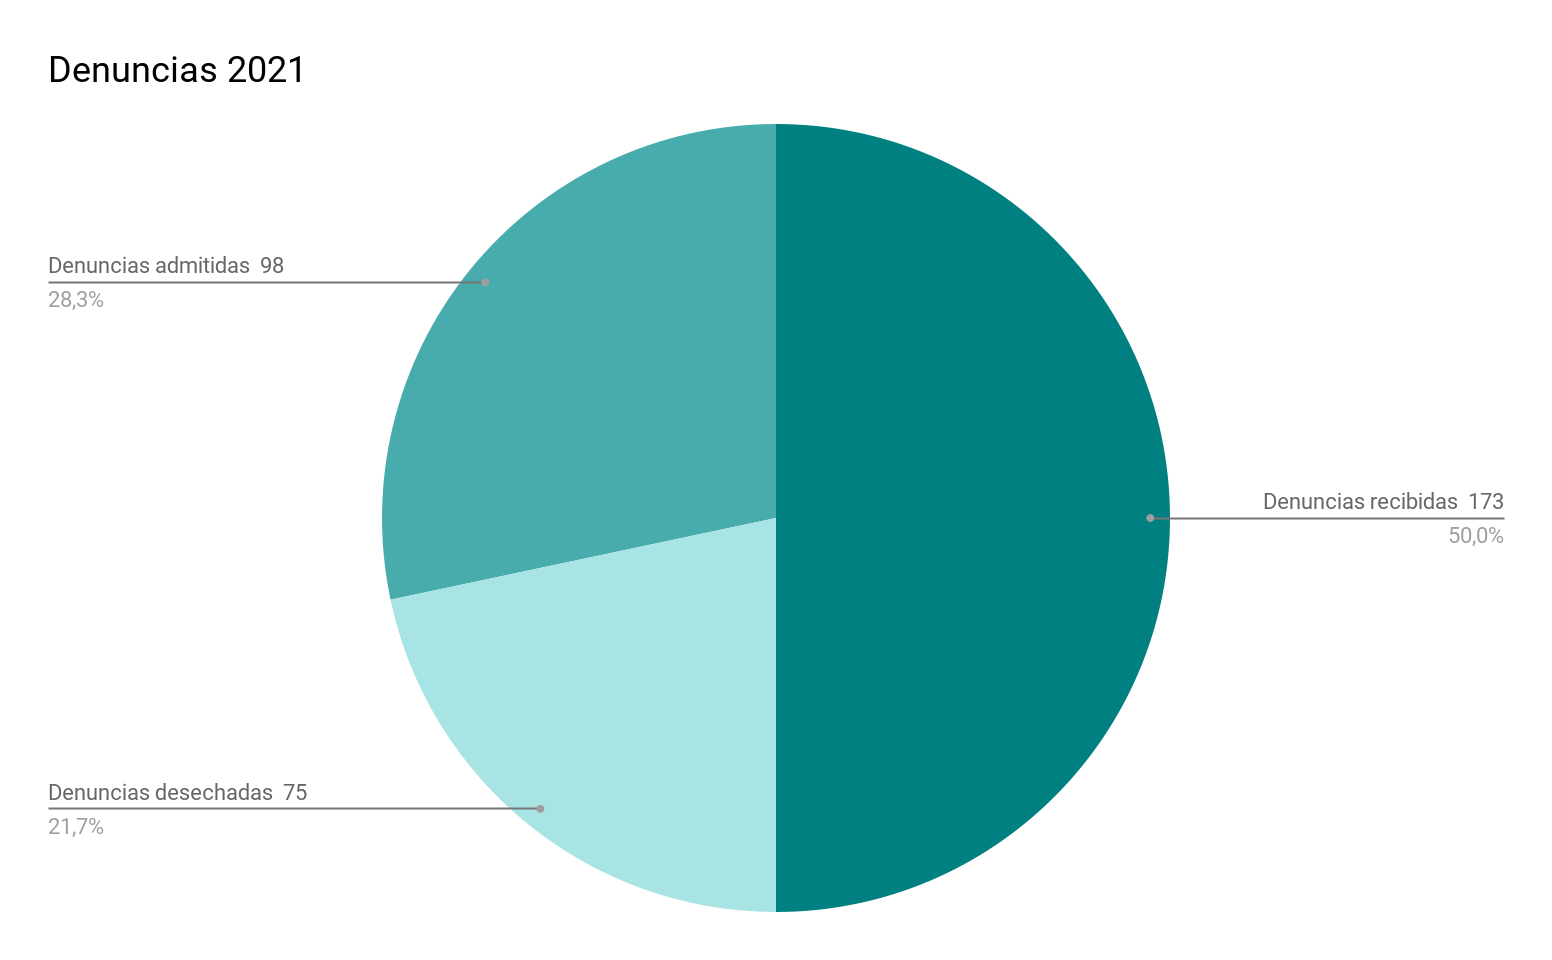 Denuncias 2021
Denuncias admitidas 98
28,3%
Denuncias recibidas 173
50,0%
Denuncias desechadas 75
21,7%